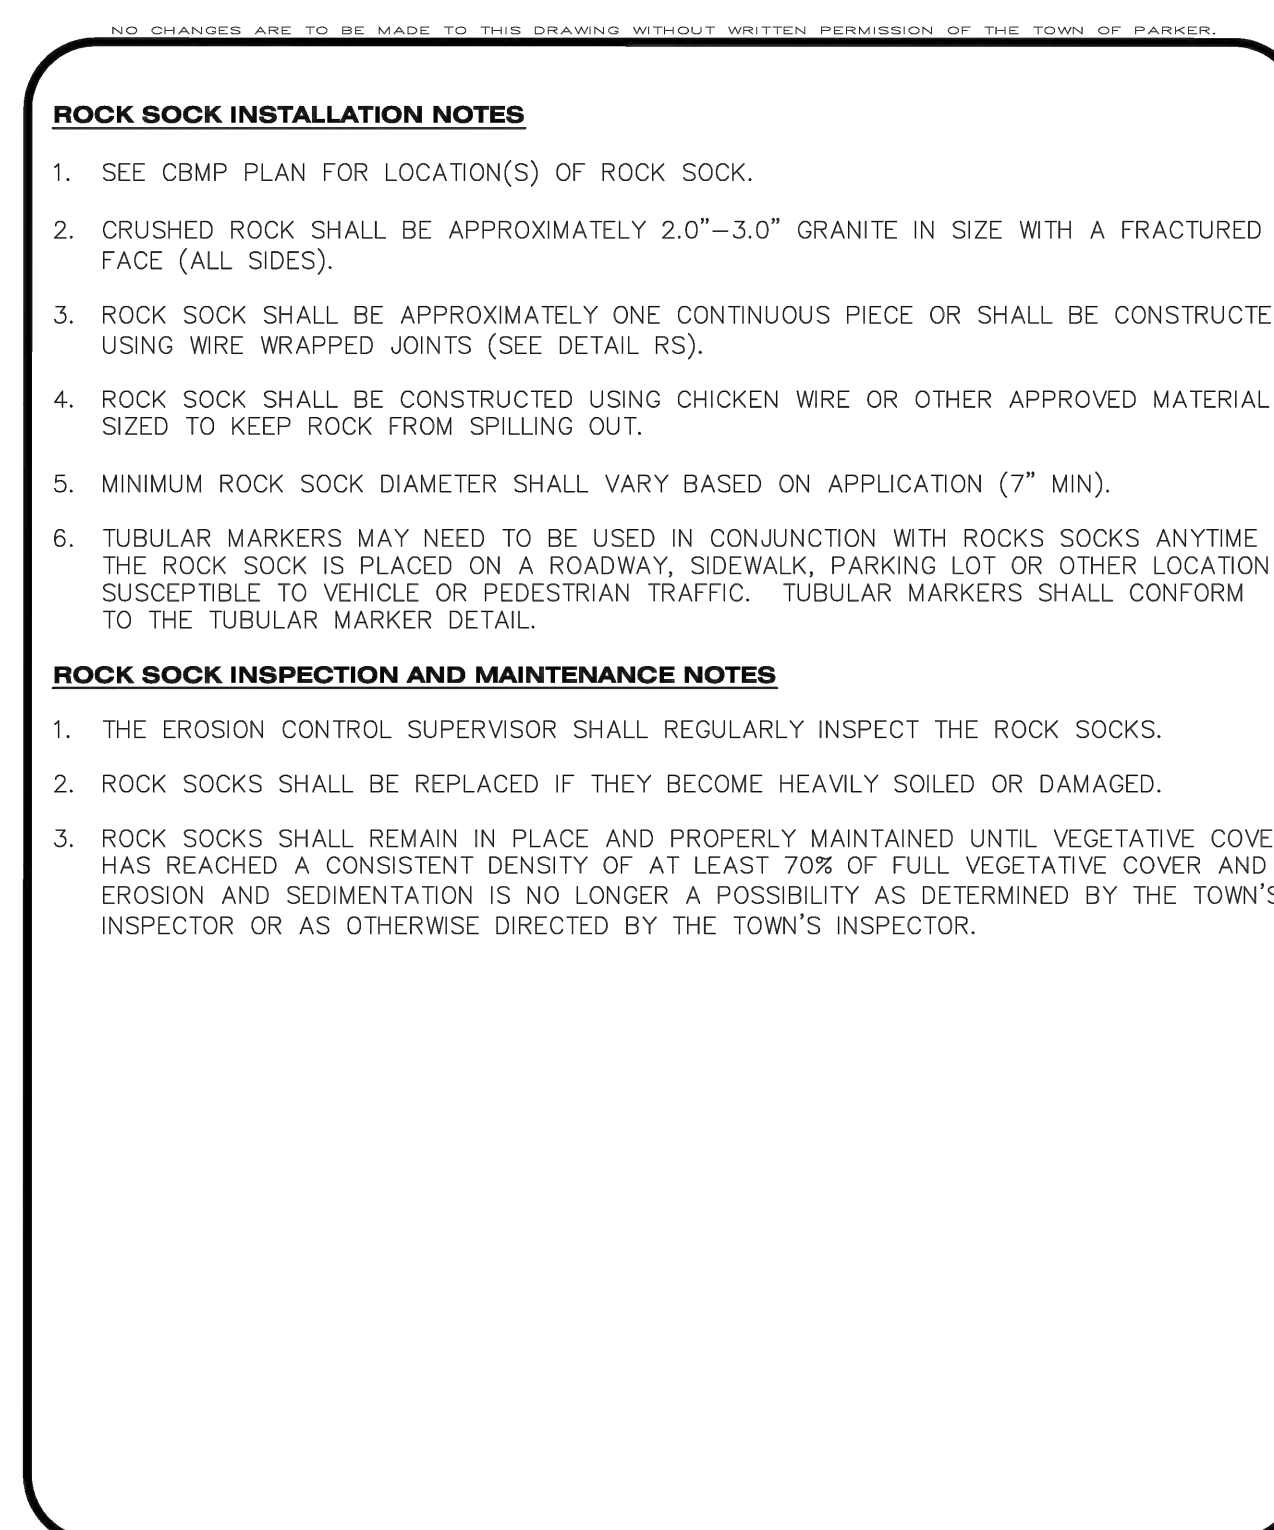 NO CHANGES ARE TO BE MADE TO THIS DRAWING WITHOUT WRITTEN PERMISSION OF THE TOWN OF PARKER.
ROCK SOCK INSTALLATION NOTES
1. SEE CBMP PLAN FOR LOCATION(S) OF ROCK SOCK.
2. CRUSHED ROCK SHALL BE APPROXIMATELY 2.0"–3.0" GRANITE IN SIZE WITH A FRACTURED
FACE (ALL SIDES).
3. ROCK SOCK SHALL BE APPROXIMATELY ONE CONTINUOUS PIECE OR SHALL BE CONSTRUCTE
USING WIRE WRAPPED JOINTS (SEE DETAIL RS).
4. ROCK SOCK SHALL BE CONSTRUCTED USING CHICKEN WIRE OR OTHER APPROVED MATERIAL
SIZED TO KEEP ROCK FROM SPILLING OUT.
5. MINIMUM ROCK SOCK DIAMETER SHALL VARY BASED ON APPLICATION (7" MIN).
6. TUBULAR MARKERS MAY NEED TO BE USED IN CONJUNCTION WITH ROCKS SOCKS ANYTIME
THE ROCK SOCK IS PLACED ON A ROADWAY, SIDEWALK, PARKING LOT OR OTHER LOCATION
SUSCEPTIBLE TO VEHICLE OR PEDESTRIAN TRAFFIC. TUBULAR MARKERS SHALL CONFORM
TO THE TUBULAR MARKER DETAIL.
ROCK SOCK INSPECTION AND MAINTENANCE NOTES
1. THE EROSION CONTROL SUPERVISOR SHALL REGULARLY INSPECT THE ROCK SOCKS.
2. ROCK SOCKS SHALL BE REPLACED IF THEY BECOME HEAVILY SOILED OR DAMAGED.
3. ROCK SOCKS SHALL REMAIN IN PLACE AND PROPERLY MAINTAINED UNTIL VEGETATIVE COVE
HAS REACHED A CONSISTENT DENSITY OF AT LEAST 70% OF FULL VEGETATIVE COVER AND
EROSION AND SEDIMENTATION IS NO LONGER A POSSIBILITY AS DETERMINED BY THE TOWN'S
INSPECTOR OR AS OTHERWISE DIRECTED BY THE TOWN'S INSPECTOR.